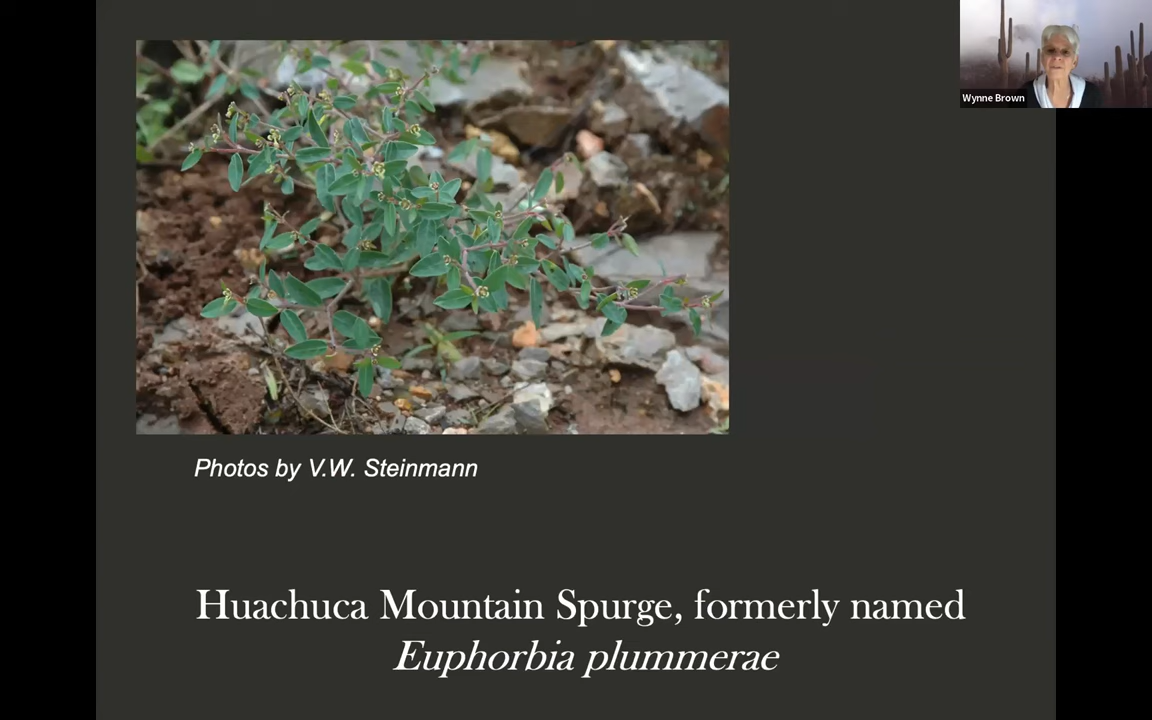 Wynne Brown
Photos by V.W. Steinmann
Huachuca Mountain Spurge, formerly named
Euphorbia plummerae